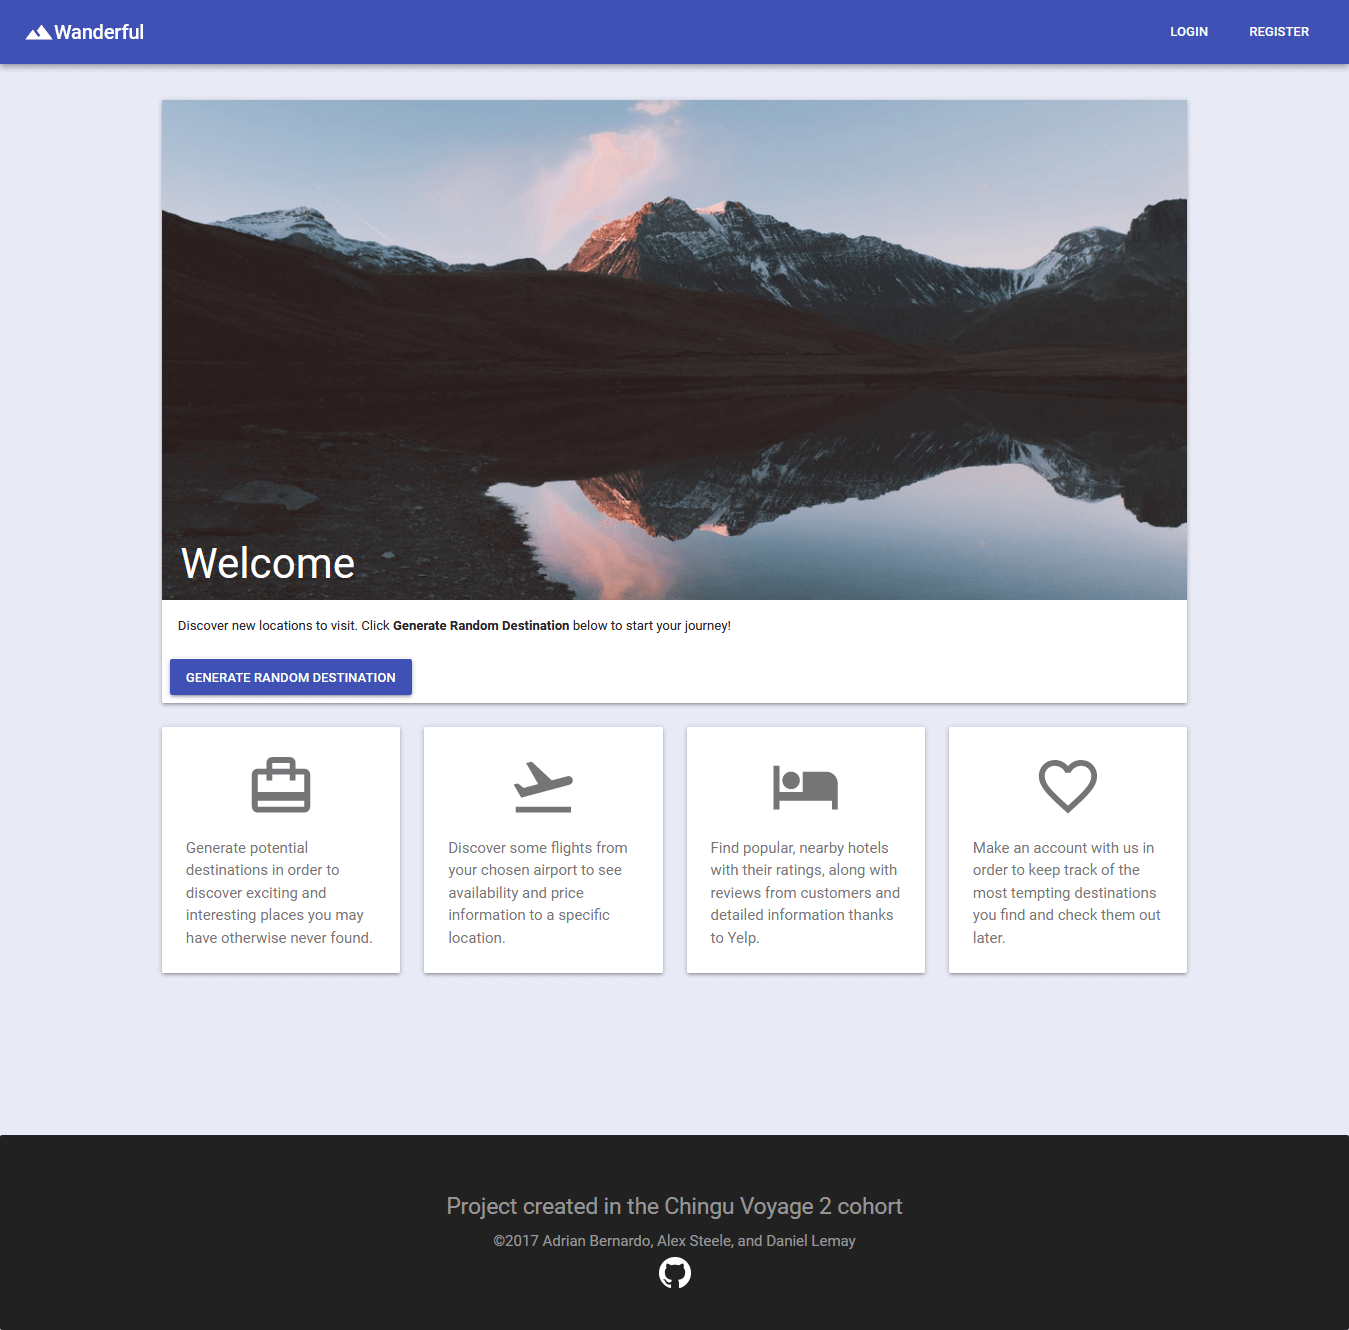 Wanderful
LOGIN
REGISTER
Welcome
Discover new locations to visit. Click Generate Random Destination below to start your journey!
GENERATE RANDOM DESTINATION
Generate potential
destinations in order to
discover exciting and
interesting places you may
have otherwise never found.
Discover some flights from
your chosen airport to see
availability and price
information to a specific
location.
Find popular, nearby hotels
with their ratings, along with
reviews from customers and
detailed information thanks
to Yelp.
Make an account with us in
order to keep track of the
most tempting destinations
you find and check them out
later.
Project created in the Chingu Voyage 2 cohort
©2017 Adrian Bernardo, Alex Steele, and Daniel Lemay